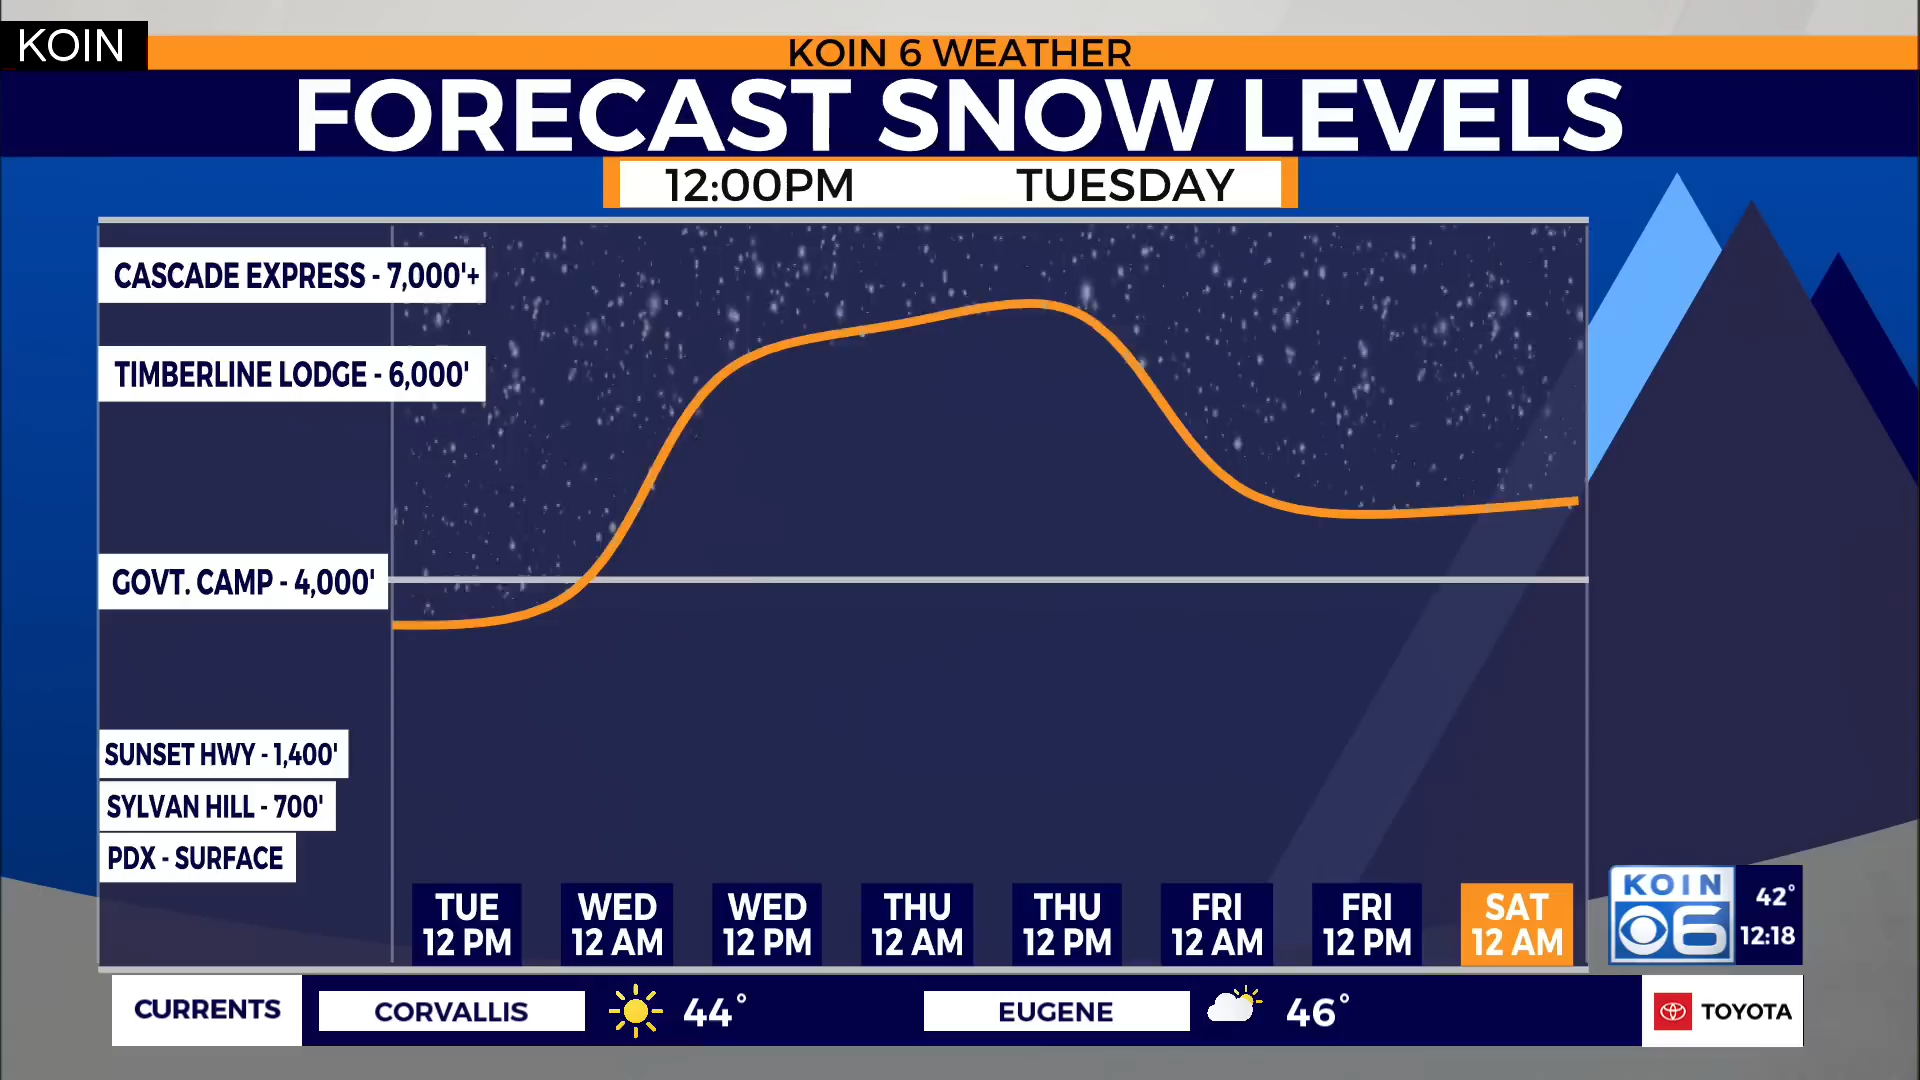 KOIN
KOIN 6 WEATHER
FORECAST SNOW LEVELS
12:00PM TUESDAY
CASCADE EXPRESS - 7,000'+
TIMBERLINE LODGE - 6,000'
GOVT. CAMP - 4,000'
SUNSET HWY - 1,400'
SYLVAN HILL - 700'
PDX - SURFACE
TUE
12 PM
WED
12 AM
WED
12 PM
THU
12 AM
THU
12 PM
FRI
12 AM
FRI
12 PM
SAT
12 AM
KOIN
6
42°
12:18
CURRENTS
CORVALLIS
44°
EUGENE
46°
TOYOTA